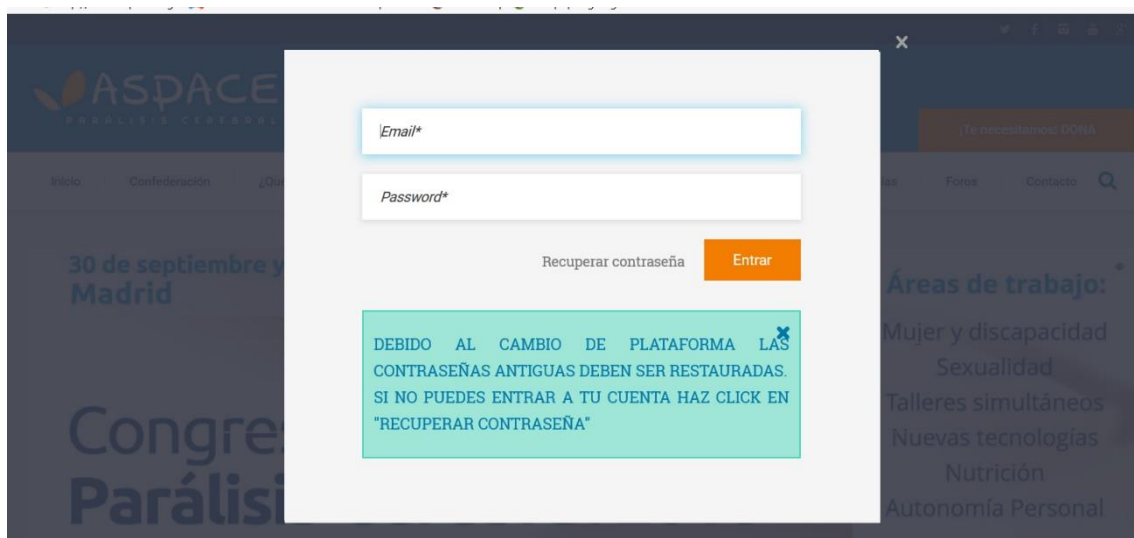 ASPACE
PARÁLISIS CEREBRAL
¡Te necesitamos! DONA
Inicio
Confederación
¿Qué
Foros
Contacto
30 de septiembre y
Madrid
Congre
Parálisi
Email*
Password*
Recuperar contraseña
Entrar
DEBIDO AL CAMBIO DE PLATAFORMA LAS
CONTRASEÑAS ANTIGUAS DEBEN SER RESTAURADAS.
SI NO PUEDES ENTRAR A TU CUENTA HAZ CLICK EN
"RECUPERAR CONTRASEÑA"
Áreas de trabajo:
Mujer y discapacidad
Sexualidad
Talleres simultáneos
Nuevas tecnologías
Nutrición
Autonomía Personal